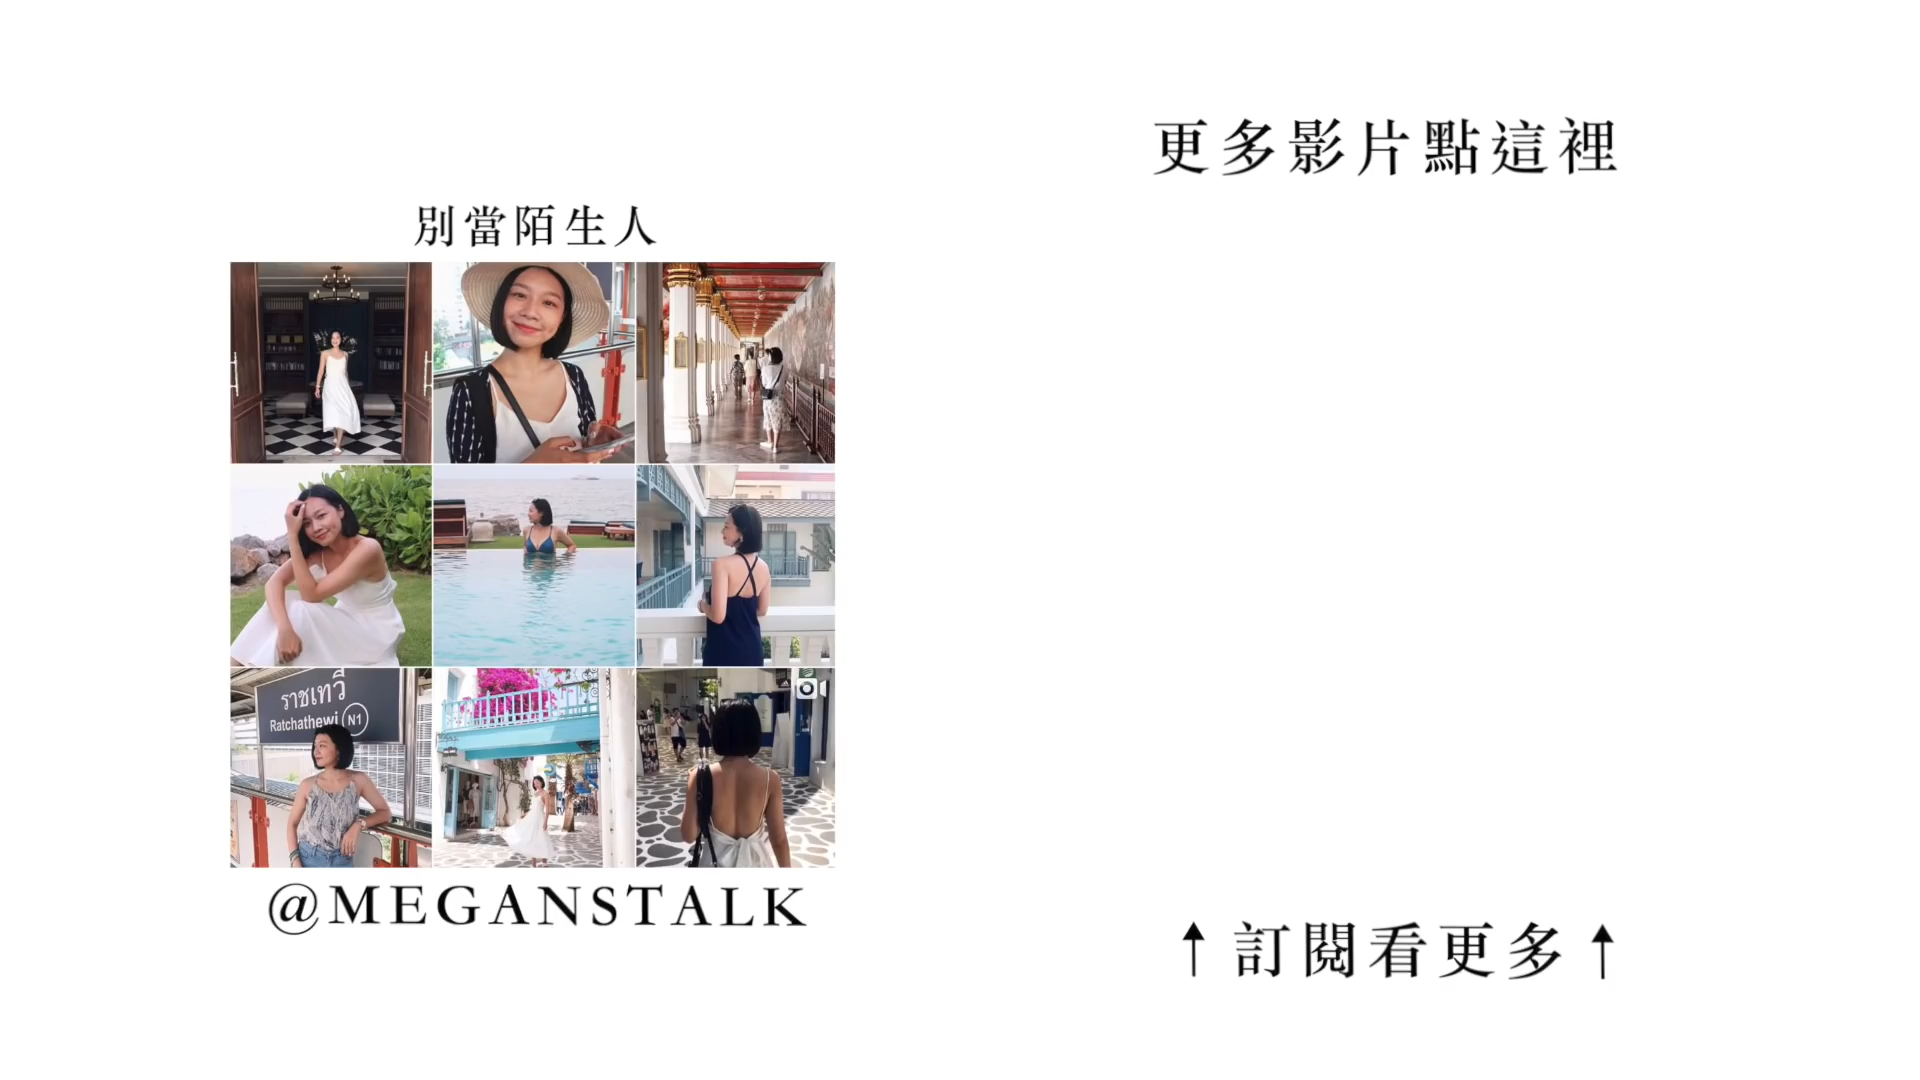 更多影片點這裡
別當陌生人
ราชเทวี
Ratchathewi N1
@MEGANSTALK
↑訂閱看更多↑